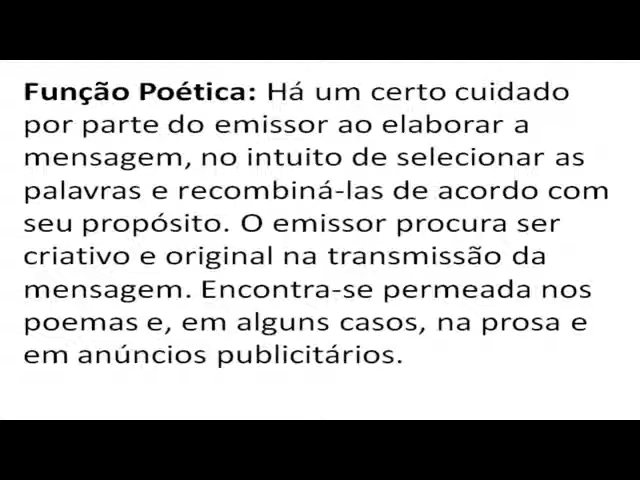 Função Poética: Há um certo cuidado
por parte do emissor ao elaborar a
mensagem, no intuito de selecionar as
palavras e recombiná-las de acordo com
seu propósito. O emissor procura ser
criativo e original na transmissão da
mensagem. Encontra-se permeada nos
poemas e, em alguns casos, na prosa e
em anúncios publicitários.